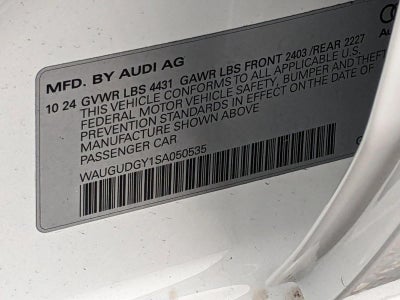 MFD. BY AUDI AG
10 24 GVWR LBS 4431 GAWR LBS FRONT 2403 /REAR 2227
THIS VEHICLE CONFORMS TO ALL APPLICABLE U.S.
FEDERAL MOTOR VEHICLE SAFETY, BUMPER AND THEFT
PREVENTION STANDARDS IN EFFECT ON THE DATE OF
MANUFACTURE SHOWN ABOVE
PASSENGER CAR
WAUGUDGY1SA050535